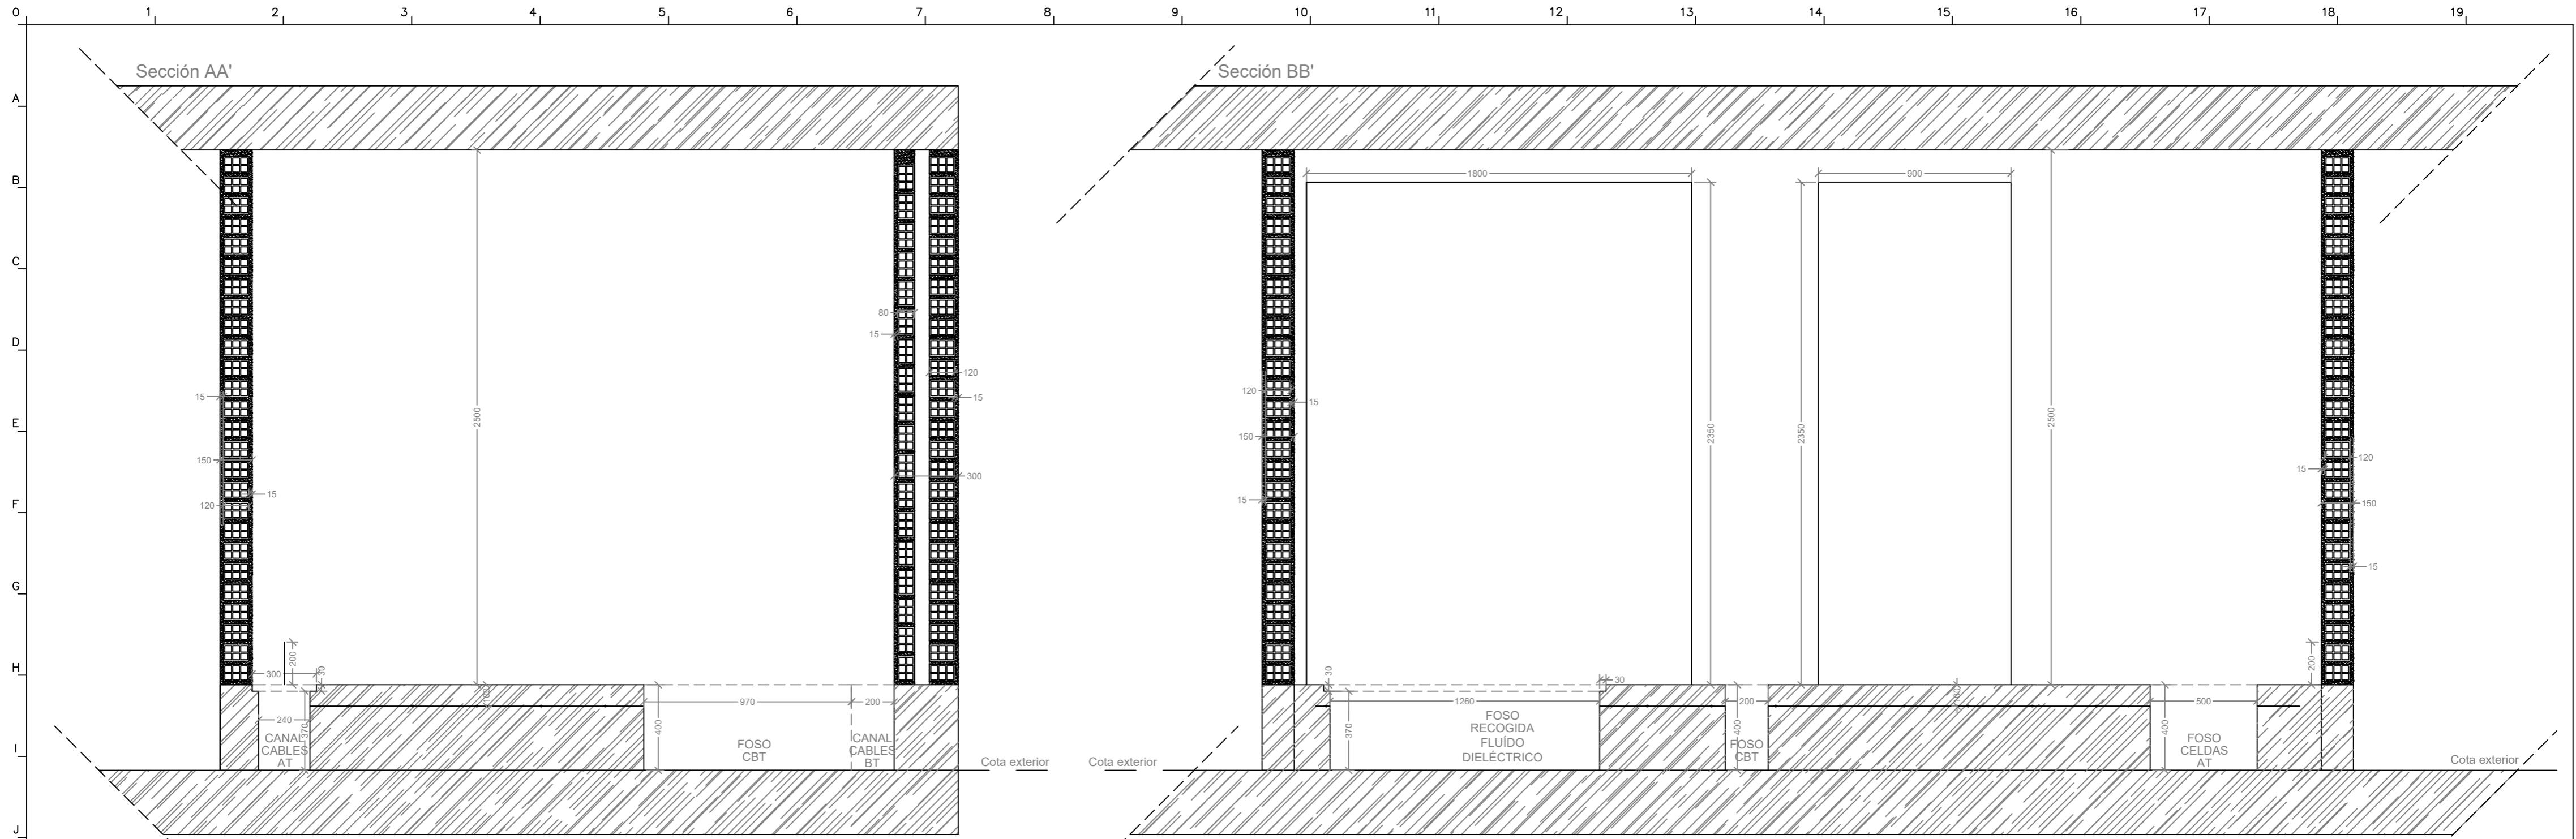 0 1 2 3 4 5 6 7 8 9 10 11 12 13 14 15 16 17 18 19
A
B
C
D
E
F
G
H
I
J
Sección AA'
2500
80
15
120
15
15
150
15
120
300
200
300
30
240
370
CANAL
CABLES
AT
400
970
200
FOSO
CBT
CANAL
CABLES
BT
Cota exterior
Sección BB'
1800
900
2350
2350
2500
120
15
150
15
120
15
150
15
200
30
30
1260
370
FOSO
RECOGIDA
FLUÍDO
DIELÉCTRICO
200
400
FOSO
CBT
500
400
FOSO
CELDAS
AT
Cota exterior
Cota exterior